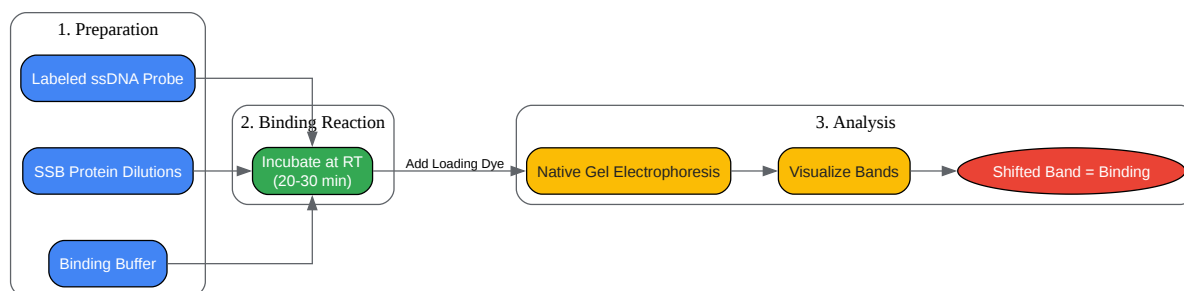 1. Preparation
Labeled ssDNA Probe
SSB Protein Dilutions
Binding Buffer
2. Binding Reaction
Incubate at RT
(20-30 min)
Add Loading Dye
3. Analysis
Native Gel Electrophoresis
Visualize Bands
Shifted Band = Binding